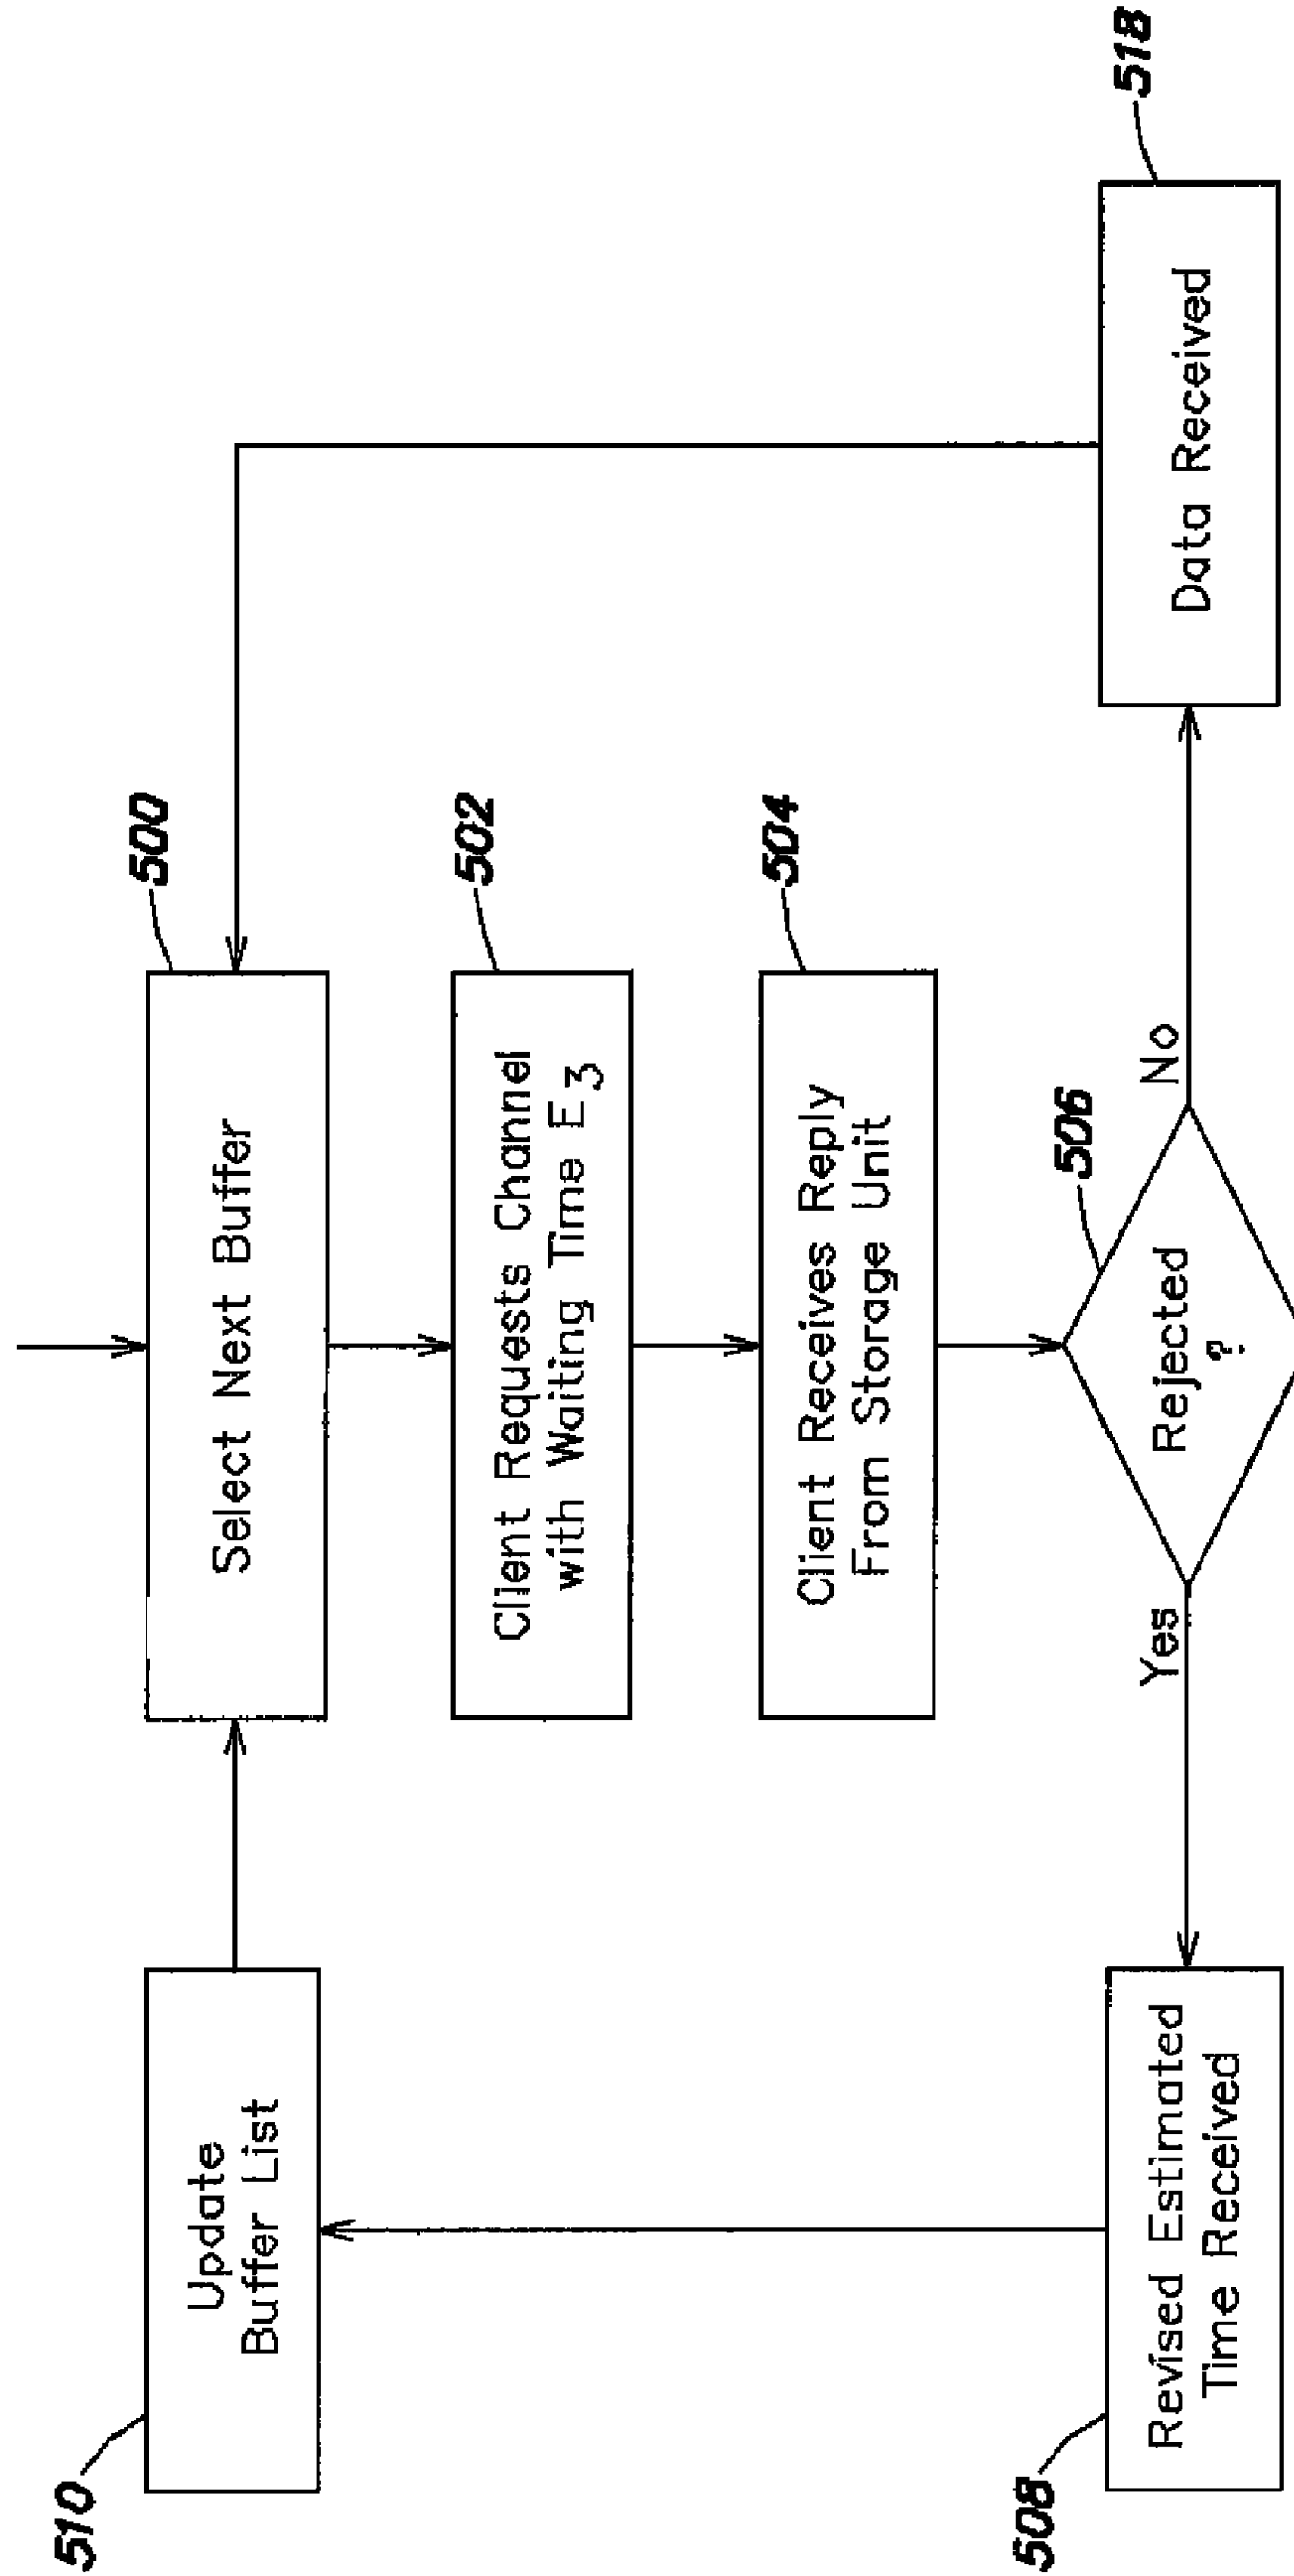 510
Update
Buffer List
500
Select Next Buffer
502
Client Requests Channel
with Waiting Time E3
504
Client Receives Reply
From Storage Unit
506
Rejected
?
Yes
No
508
Revised Estimated
Time Received
518
Data Received